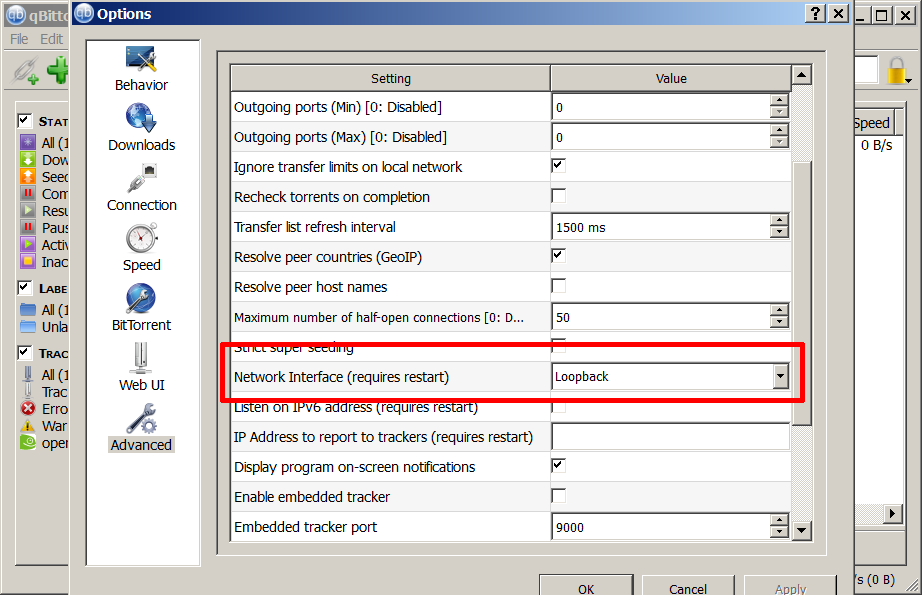 qBitto
Options
File Edit
Behavior
Downloads
Connection
Speed
BitTorrent
Web UI
Advanced
Setting Value
Outgoing ports (Min) [0: Disabled] 0
Outgoing ports (Max) [0: Disabled] 0
Ignore transfer limits on local network
Recheck torrents on completion
Transfer list refresh interval 1500 ms
Resolve peer countries (GeoIP)
Resolve peer host names
Maximum number of half-open connections [0: D... 50
Strict super seeding
Network Interface (requires restart) Loopback
Listen on IPv6 address (requires restart)
IP Address to report to trackers (requires restart)
Display program on-screen notifications
Enable embedded tracker
Embedded tracker port 9000
OK Cancel Apply
STAT
All (1
Dow
Seed
Com
Resu
Paus
Activ
Inac
LABE
All (1
Unla
TRAC
All (1
Trac
Erro
War
oper
Speed
0 B/s
/s (0 B)